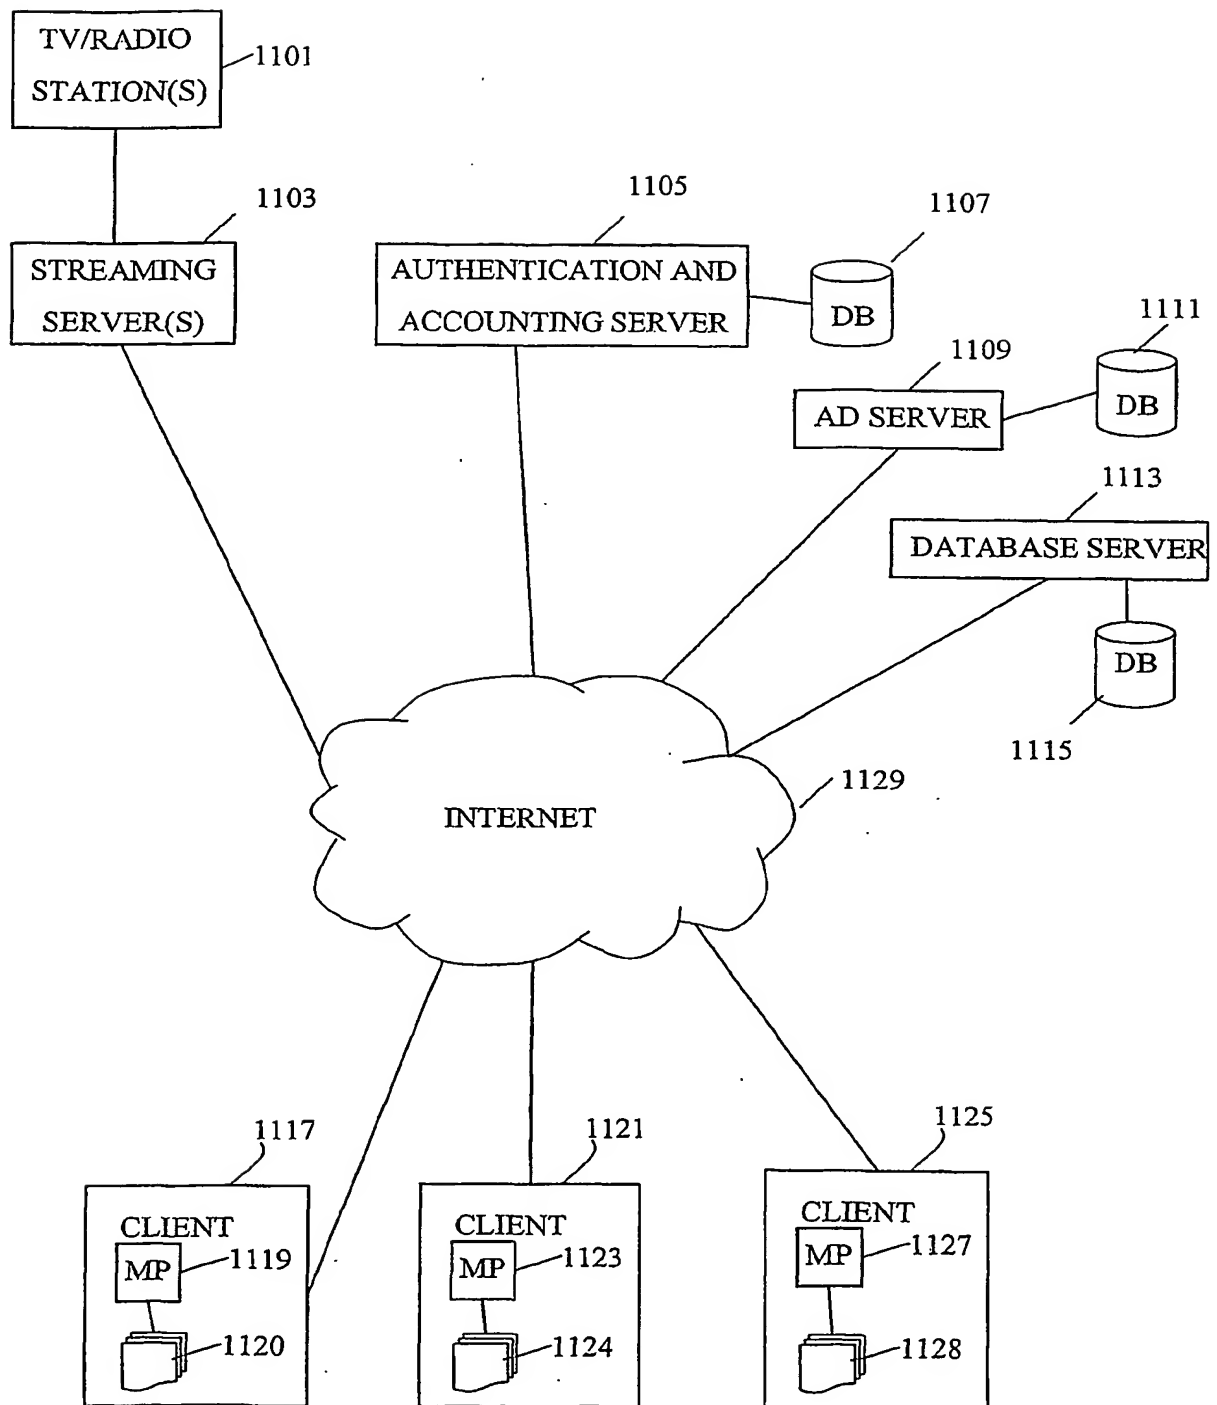 TV/RADIO
STATION(S)
1101
1103
STREAMING
SERVER(S)
1105
AUTHENTICATION AND
ACCOUNTING SERVER
1107
DB
1109
AD SERVER
1111
DB
1113
DATABASE SERVER
DB
1115
1129
INTERNET
1117
CLIENT
MP
1119
1120
1121
CLIENT
MP
1123
1124
1125
CLIENT
MP
1127
1128